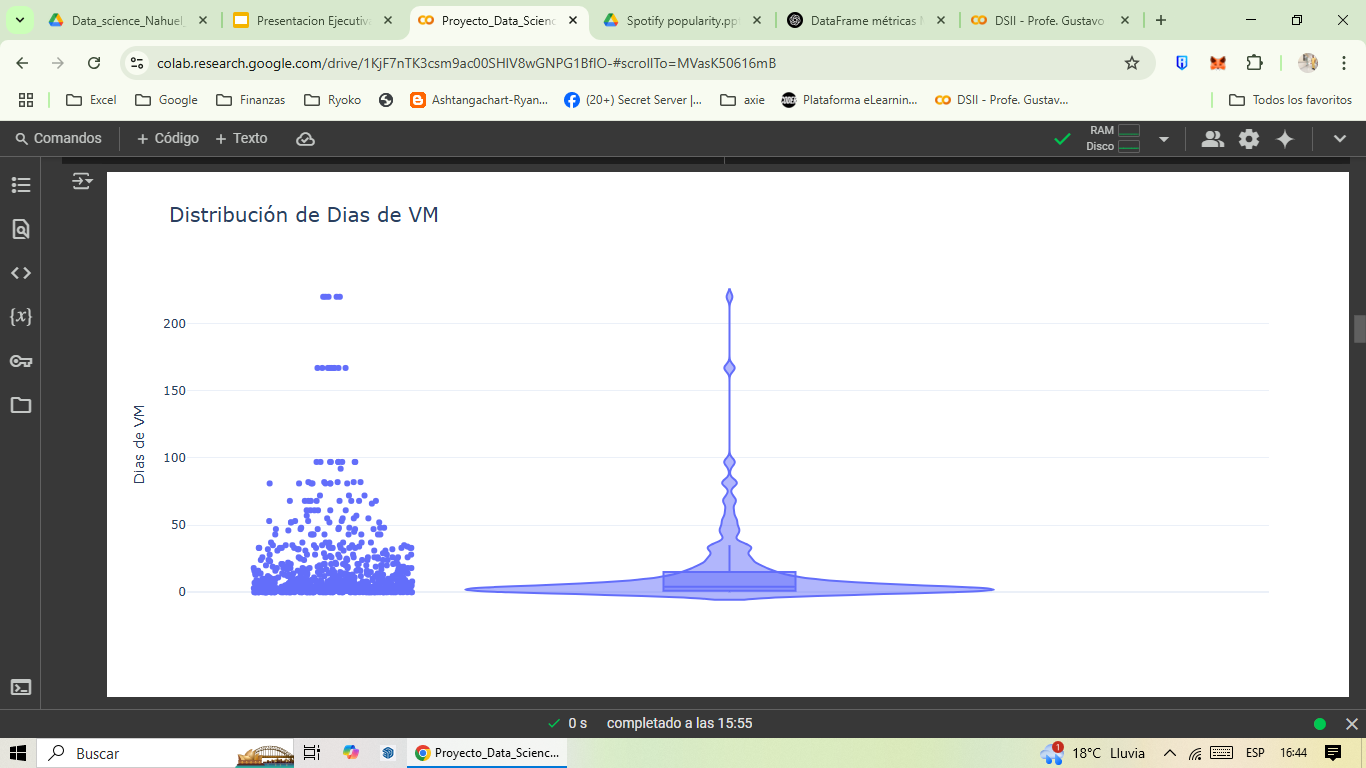 Data_science_Nahuel_
Presentacion Ejecutiva
Proyecto_Data_Scienc
Spotify popularity.pp
DataFrame métricas M
DSII - Profe. Gustavo
colab.research.google.com/drive/1KjF7nTK3csm9ac00SHIV8wGNPG1BflO-#scrollTo=MVasK50616mB
Excel
Google
Finanzas
Ryoko
Ashtangachart-Ryan...
(20+) Secret Server |...
axie
Plataforma eLearnin...
DSII - Profe. Gustav...
Todos los favoritos
Comandos
+ Código
+ Texto
RAM
Disco
Distribución de Dias de VM
200
150
100
50
0
Dias de VM
0 s completado a las 15:55
Buscar
Proyecto_Data_Scienc...
1
18°C Lluvia
ESP
16:44